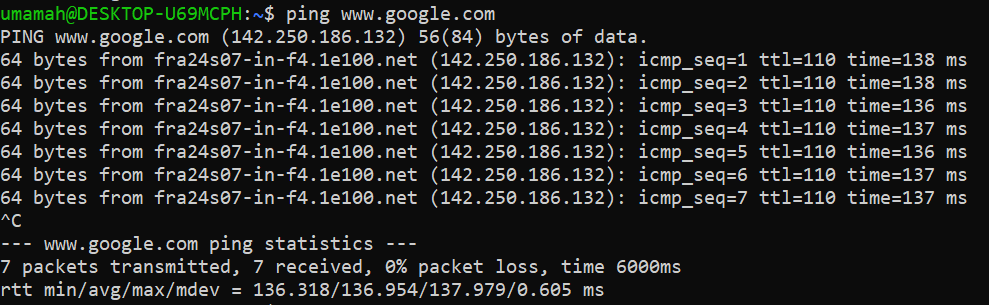 umamah@DESKTOP-U69MCPH:~$ ping www.google.com
PING www.google.com (142.250.186.132) 56(84) bytes of data.
64 bytes from fra24s07-in-f4.1e100.net (142.250.186.132): icmp_seq=1 ttl=110 time=138 ms
64 bytes from fra24s07-in-f4.1e100.net (142.250.186.132): icmp_seq=2 ttl=110 time=138 ms
64 bytes from fra24s07-in-f4.1e100.net (142.250.186.132): icmp_seq=3 ttl=110 time=136 ms
64 bytes from fra24s07-in-f4.1e100.net (142.250.186.132): icmp_seq=4 ttl=110 time=137 ms
64 bytes from fra24s07-in-f4.1e100.net (142.250.186.132): icmp_seq=5 ttl=110 time=136 ms
64 bytes from fra24s07-in-f4.1e100.net (142.250.186.132): icmp_seq=6 ttl=110 time=137 ms
64 bytes from fra24s07-in-f4.1e100.net (142.250.186.132): icmp_seq=7 ttl=110 time=137 ms
^C
--- www.google.com ping statistics ---
7 packets transmitted, 7 received, 0% packet loss, time 6000ms
rtt min/avg/max/mdev = 136.318/136.954/137.979/0.605 ms